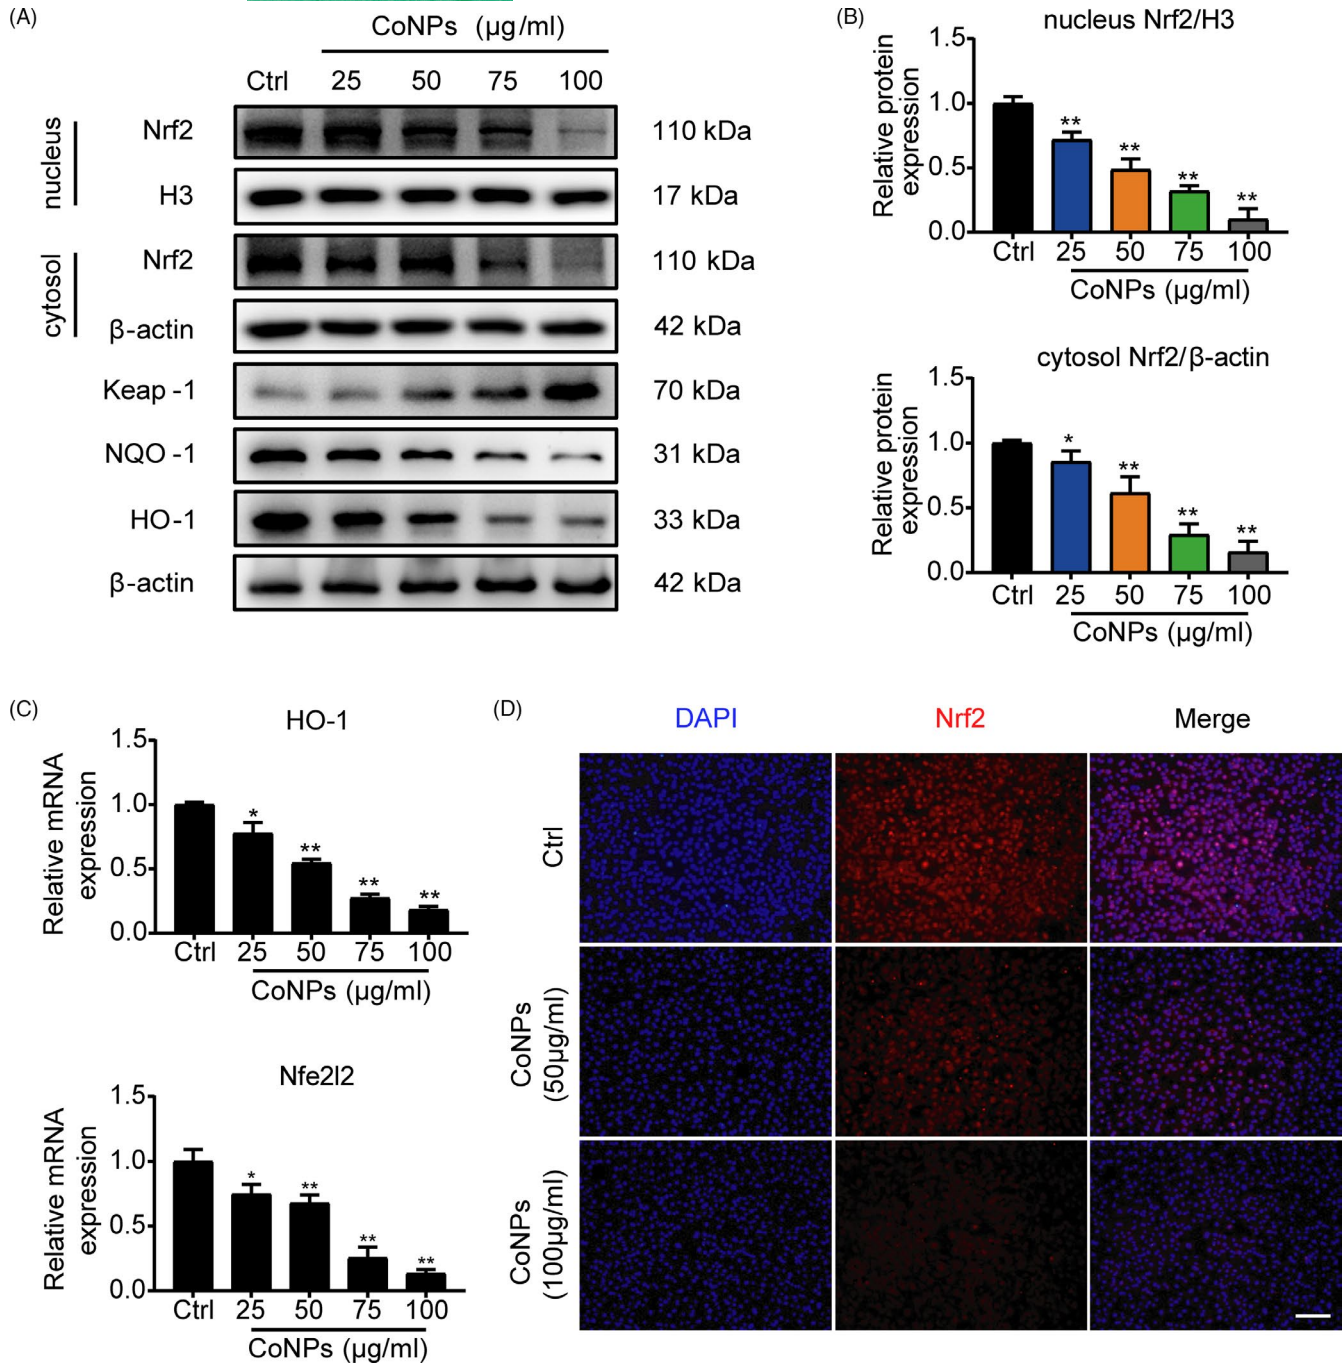 (A)
CoNPs (μg/ml)
Ctrl 25 50 75 100
nucleus
Nrf2 110 kDa
H3 17 kDa
cytosol
Nrf2 110 kDa
β-actin 42 kDa
Keap-1 70 kDa
NQO-1 31 kDa
HO-1 33 kDa
β-actin 42 kDa
(B)
nucleus Nrf2/H3
Relative protein
expression
1.5
1.0
0.5
0.0
**
**
**
**
Ctrl 25 50 75 100
CoNPs (μg/ml)
cytosol Nrf2/β-actin
Relative protein
expression
1.5
1.0
0.5
0.0
*
**
**
**
Ctrl 25 50 75 100
CoNPs (μg/ml)
(C)
HO-1
Relative mRNA
expression
1.5
1.0
0.5
0.0
*
**
**
**
Ctrl 25 50 75 100
CoNPs (μg/ml)
Nfe2l2
Relative mRNA
expression
1.5
1.0
0.5
0.0
*
**
**
**
Ctrl 25 50 75 100
CoNPs (μg/ml)
(D)
DAPI Nrf2 Merge
Ctrl
CoNPs
(50μg/ml)
CoNPs
(100μg/ml)